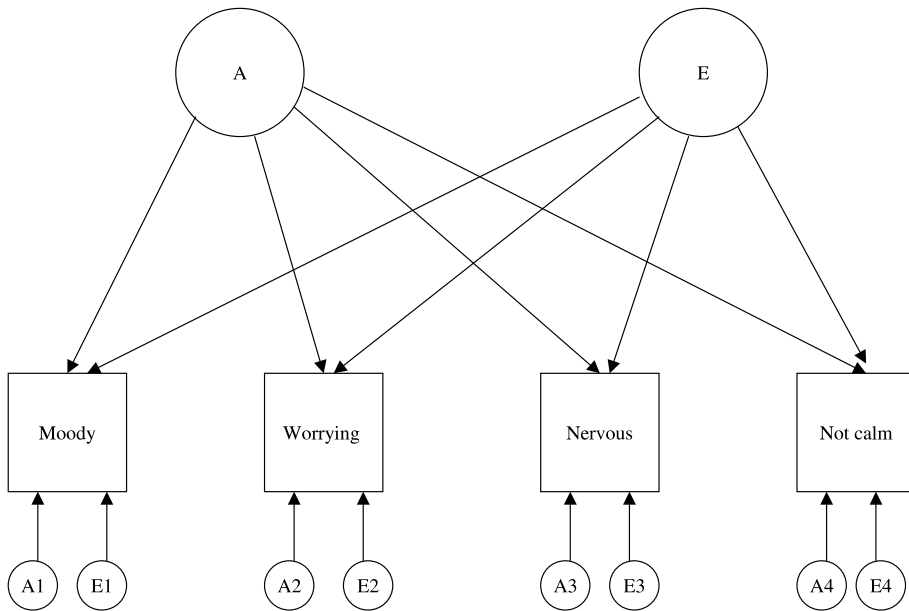 A
E
Moody
Worrying
Nervous
Not calm
A1
E1
A2
E2
A3
E3
A4
E4